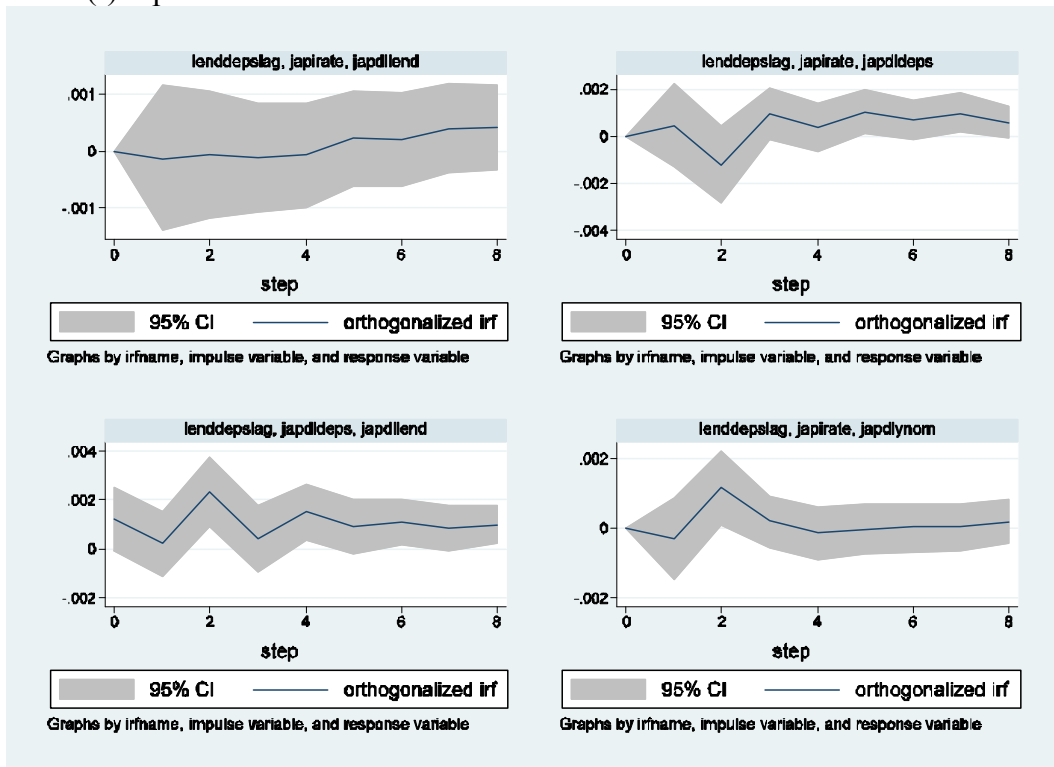 lenddepslag, japirate, japdllend
.001
0
-.001
0 2 4 6 8
step
95% CI orthogonalized irf
Graphs by irfname, impulse variable, and response variable
lenddepslag, japirate, japdldeps
.002
0
-.002
-.004
0 2 4 6 8
step
95% CI orthogonalized irf
Graphs by irfname, impulse variable, and response variable
lenddepslag, japdldeps, japdllend
.004
.002
0
-.002
0 2 4 6 8
step
95% CI orthogonalized irf
Graphs by irfname, impulse variable, and response variable
lenddepslag, japirate, japdlynom
.002
0
-.002
0 2 4 6 8
step
95% CI orthogonalized irf
Graphs by irfname, impulse variable, and response variable